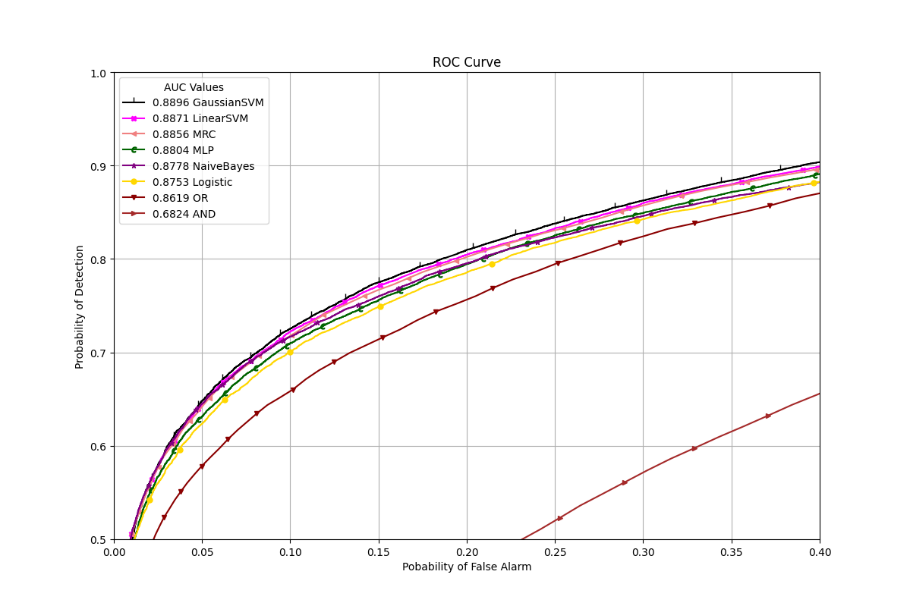 ROC Curve
AUC Values
0.8896 GaussianSVM
0.8871 LinearSVM
0.8856 MRC
0.8804 MLP
0.8778 NaiveBayes
0.8753 Logistic
0.8619 OR
0.6824 AND
Probability of Detection
1.0
0.9
0.8
0.7
0.6
0.5
0.00 0.05 0.10 0.15 0.20 0.25 0.30 0.35 0.40
Pobability of False Alarm